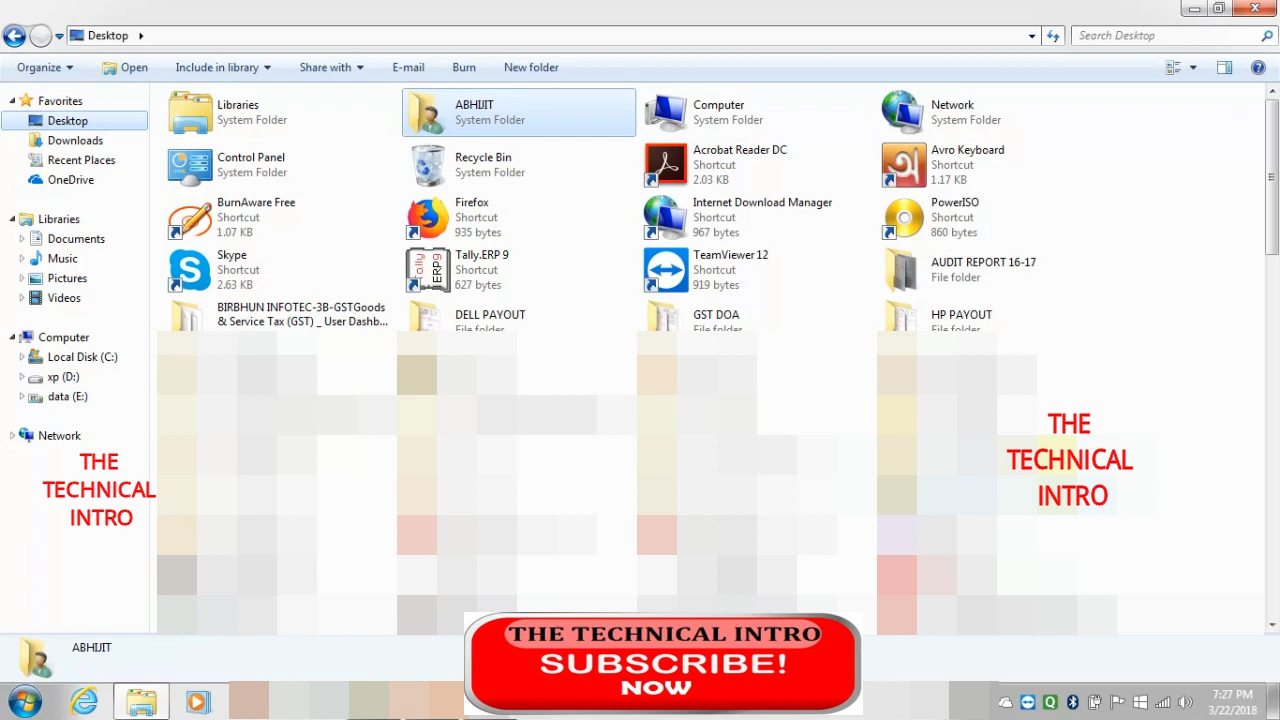 Desktop
Search Desktop
Organize
Open
Include in library
Share with
E-mail
Burn
New folder
Favorites
Desktop
Downloads
Recent Places
OneDrive
Libraries
Documents
Music
Pictures
Videos
Computer
Local Disk (C:)
xp (D:)
data (E:)
Network
THE
TECHNICAL
INTRO
Libraries
System Folder
ABHIJIT
System Folder
Computer
System Folder
Network
System Folder
Control Panel
System Folder
Recycle Bin
System Folder
Acrobat Reader DC
Shortcut
2.03 KB
Avro Keyboard
Shortcut
1.17 KB
BurnAware Free
Shortcut
1.07 KB
Firefox
Shortcut
935 bytes
Internet Download Manager
Shortcut
967 bytes
PowerISO
Shortcut
860 bytes
Skype
Shortcut
2.63 KB
Tally.ERP 9
Shortcut
627 bytes
TeamViewer 12
Shortcut
919 bytes
AUDIT REPORT 16-17
File folder
BIRBHUN INFOTEC-3B-GSTGoods
& Service Tax (GST) _ User Dashb...
DELL PAYOUT
File folder
GST DOA
File folder
HP PAYOUT
File folder
THE
TECHNICAL
INTRO
ABHIJIT
THE TECHNICAL INTRO
SUBSCRIBE!
NOW
7:27 PM
3/22/2018